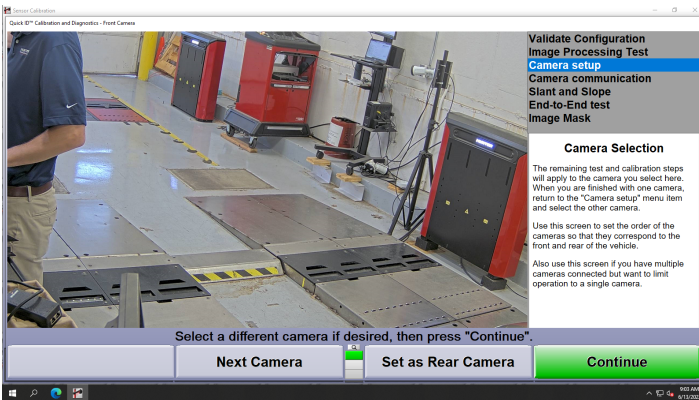 Sensor Calibration
Quick ID™ Calibration and Diagnostics - Front Camera
Validate Configuration
Image Processing Test
Camera setup
Camera communication
Slant and Slope
End-to-End test
Image Mask
Camera Selection
The remaining test and calibration steps
will apply to the camera you select here.
When you are finished with one camera,
return to the "Camera setup" menu item
and select the other camera.
Use this screen to set the order of the
cameras so that they correspond to the
front and rear of the vehicle.
Also use this screen if you have multiple
cameras connected but want to limit
operation to a single camera.
Select a different camera if desired, then press "Continue".
Next Camera
Set as Rear Camera
Continue
9:03 AM